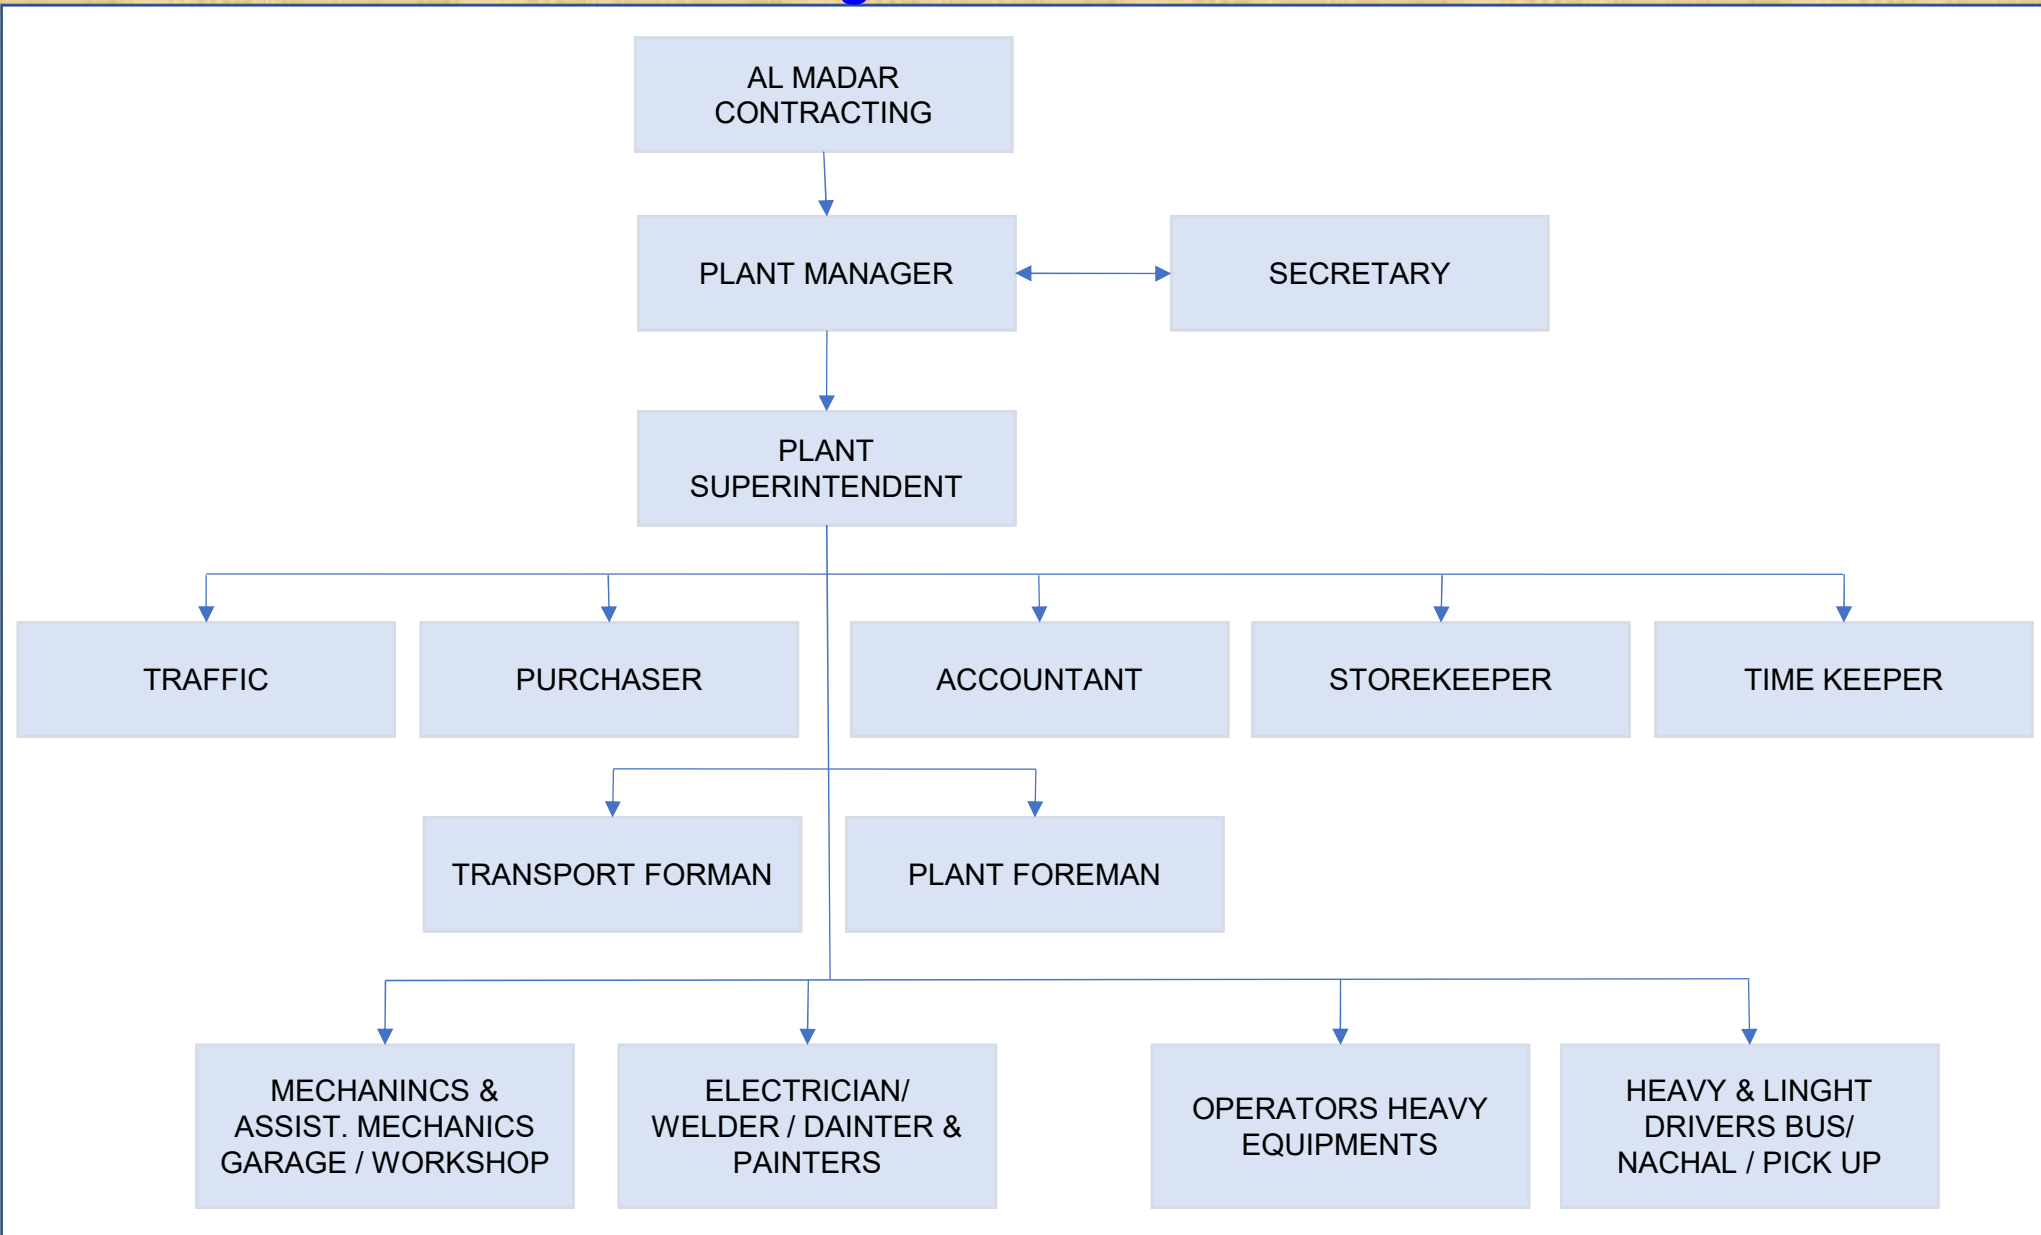 AL MADAR
CONTRACTING
PLANT MANAGER
SECRETARY
PLANT
SUPERINTENDENT
TRAFFIC
PURCHASER
ACCOUNTANT
STOREKEEPER
TIME KEEPER
TRANSPORT FORMAN
PLANT FOREMAN
MECHANINCS &
ASSIST. MECHANICS
GARAGE / WORKSHOP
ELECTRICIAN/
WELDER / DAINTER &
PAINTERS
OPERATORS HEAVY
EQUIPMENTS
HEAVY & LINGHT
DRIVERS BUS/
NACHAL / PICK UP